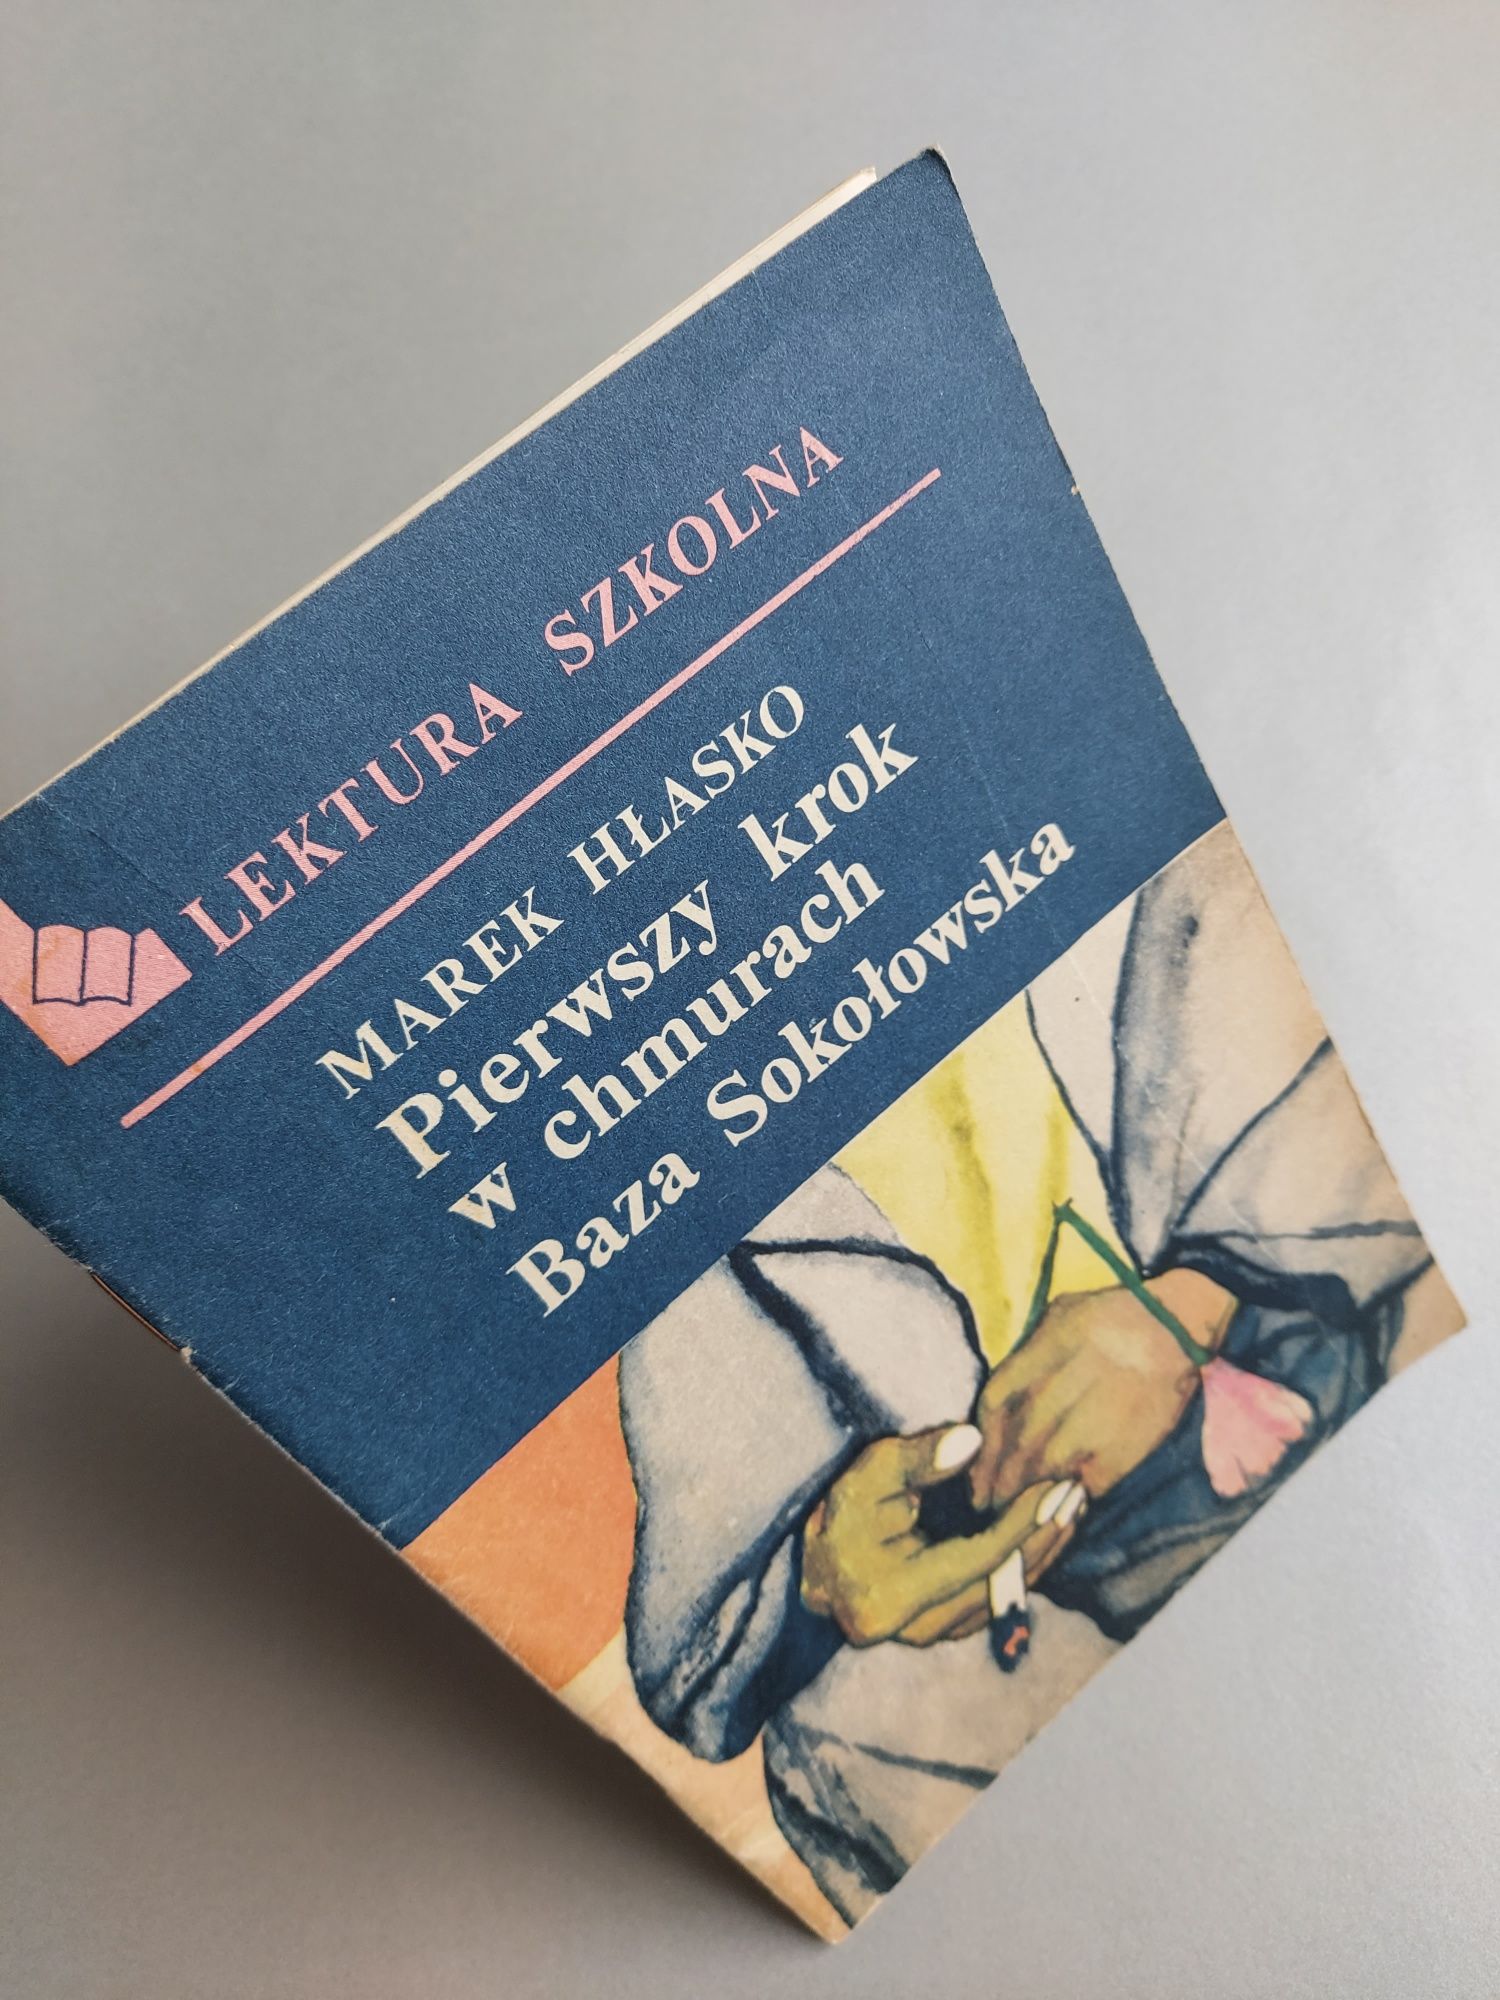 LEKTURA SZKOLNA
MAREK HŁASKO
Pierwszy krok
w chmurach
Baza Sokołowska